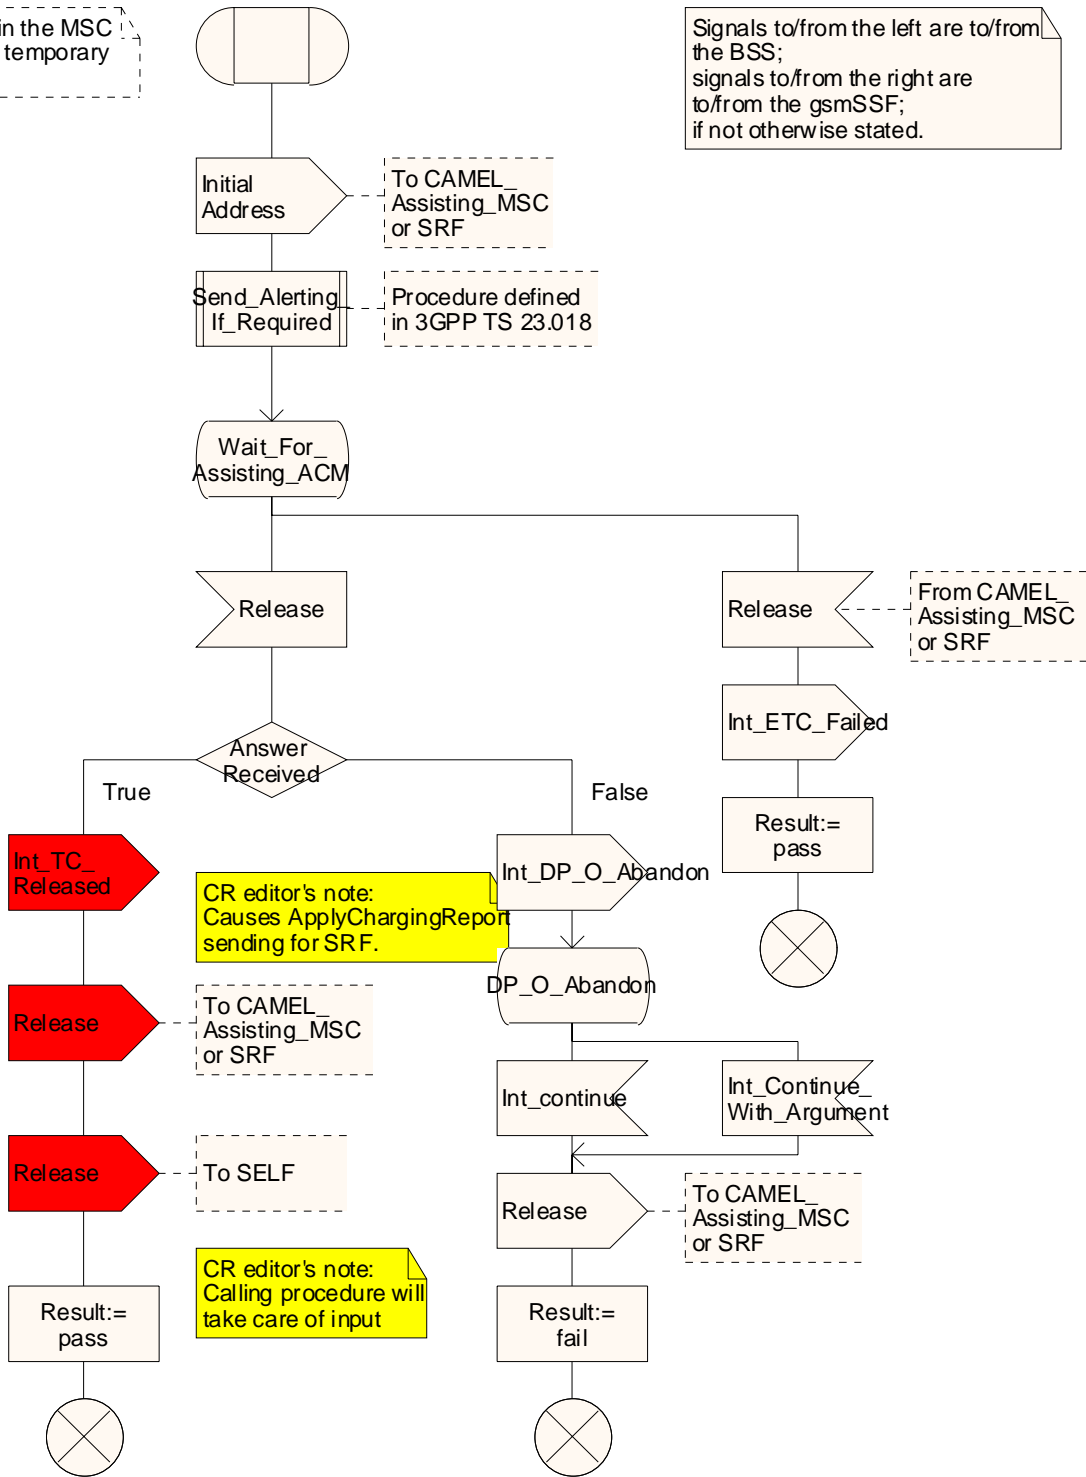 in the MSC
temporary
Signals to/from the left are to/from
the BSS;
signals to/from the right are
to/from the gsmSSF;
if not otherwise stated.
Initial
Address
To CAMEL_
Assisting_MSC
or SRF
Send_Alerting_
If_Required
Procedure defined
in 3GPP TS 23.018
Wait_For_
Assisting_ACM
Release
Release
From CAMEL_
Assisting_MSC
or SRF
Int_ETC_Failed
Answer
Received
True
False
Result:=
pass
Int_TC_
Released
CR editor's note:
Causes ApplyChargingReport
sending for SRF.
Int_DP_O_Abandon
DP_O_Abandon
Release
To CAMEL_
Assisting_MSC
or SRF
Int_continue
Int_Continue_
With_Argument
Release
To SELF
Release
To CAMEL_
Assisting_MSC
or SRF
CR editor's note:
Calling procedure will
take care of input
Result:=
pass
Result:=
fail